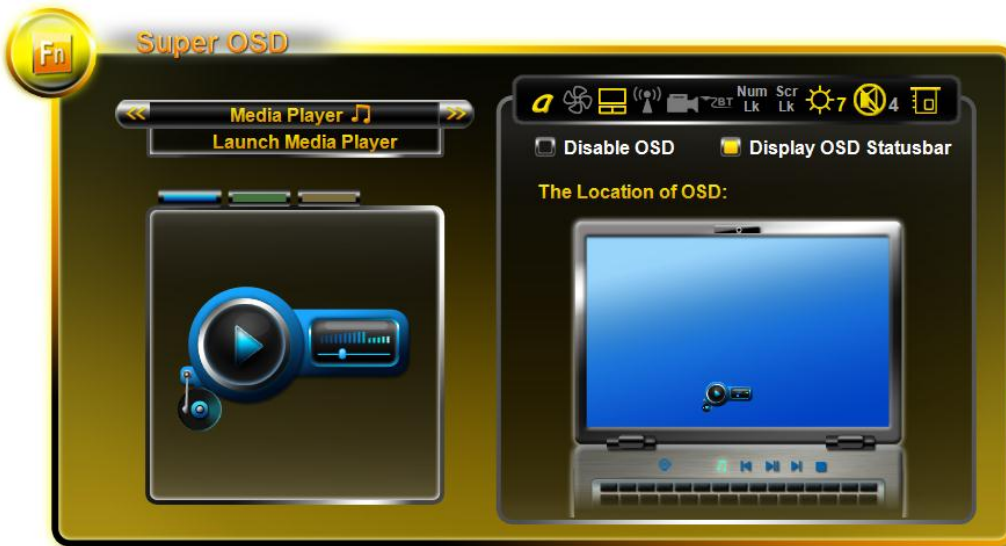 Fn
Super OSD
Media Player
Launch Media Player
a
2BT
Num Lk
Scr Lk
7
4
Disable OSD
Display OSD Statusbar
The Location of OSD: